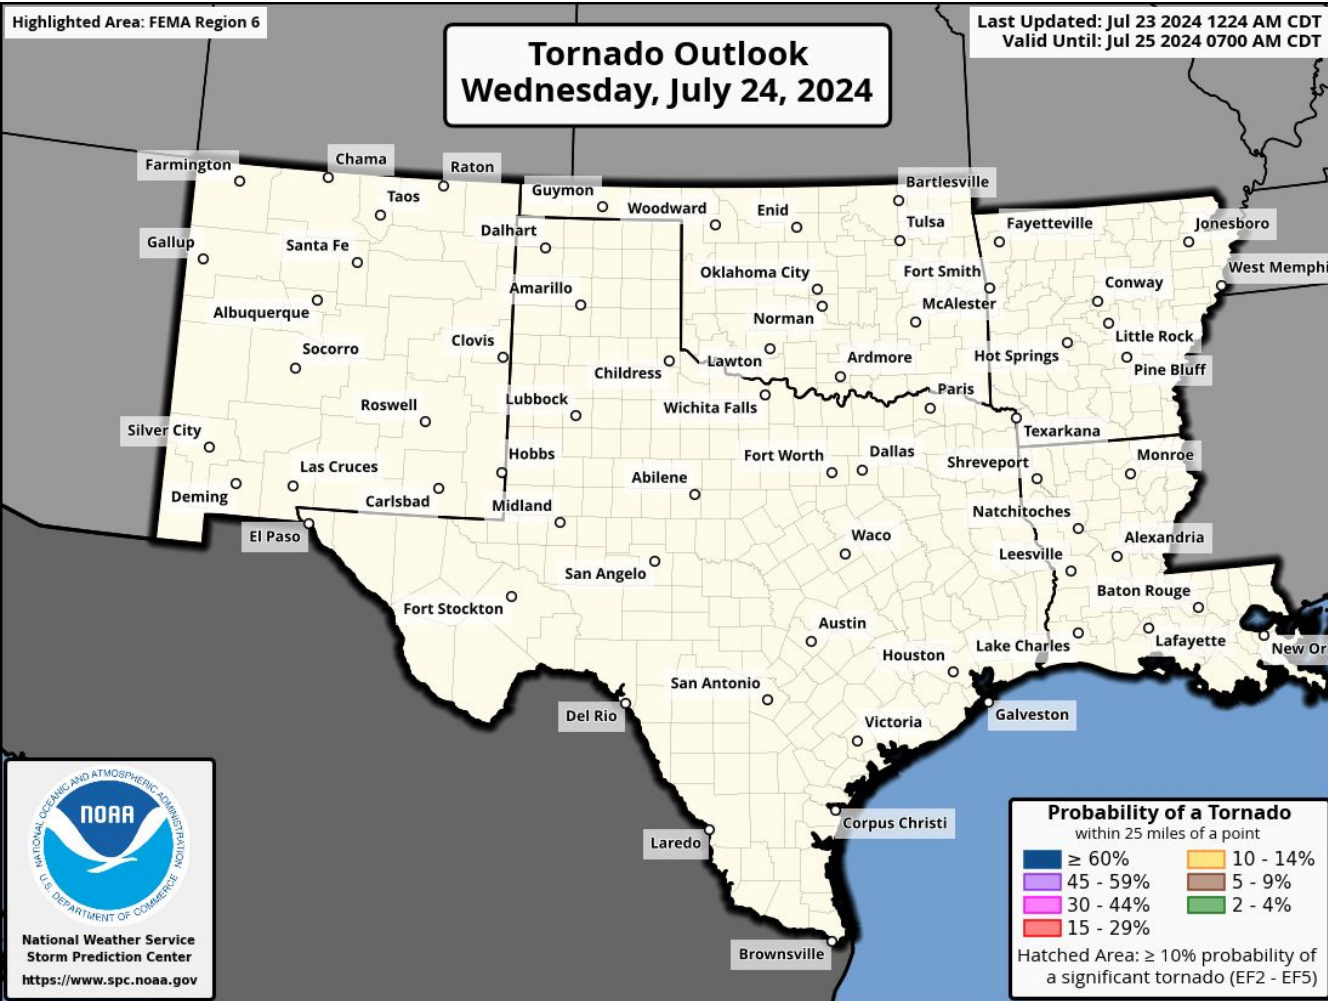 Highlighted Area: FEMA Region 6
Last Updated: Jul 23 2024 1224 AM CDT
Valid Until: Jul 25 2024 0700 AM CDT
Tornado Outlook
Wednesday, July 24, 2024
Farmington
Chama
Raton
Taos
Guymon
Woodward
Enid
Bartlesville
Tulsa
Fayetteville
Jonesboro
Gallup
Santa Fe
Dalhart
Oklahoma City
Fort Smith
West Memphi
Amarillo
McAlester
Conway
Albuquerque
Norman
Little Rock
Socorro
Clovis
Childress
Lawton
Ardmore
Hot Springs
Pine Bluff
Roswell
Lubbock
Wichita Falls
Paris
Silver City
Texarkana
Las Cruces
Hobbs
Abilene
Fort Worth
Dallas
Shreveport
Monroe
Deming
Carlsbad
Midland
Natchitoches
El Paso
Waco
Alexandria
San Angelo
Leesville
Fort Stockton
Baton Rouge
Austin
Lake Charles
Lafayette
New Or
Houston
San Antonio
Del Rio
Victoria
Galveston
Laredo
Corpus Christi
Brownsville
NATIONAL OCEANIC AND ATMOSPHERIC ADMINISTRATION
NOAA
U.S. DEPARTMENT OF COMMERCE
National Weather Service
Storm Prediction Center
https://www.spc.noaa.gov
Probability of a Tornado
within 25 miles of a point
≥ 60%
10 - 14%
45 - 59%
5 - 9%
30 - 44%
2 - 4%
15 - 29%
Hatched Area: ≥ 10% probability of
a significant tornado (EF2 - EF5)